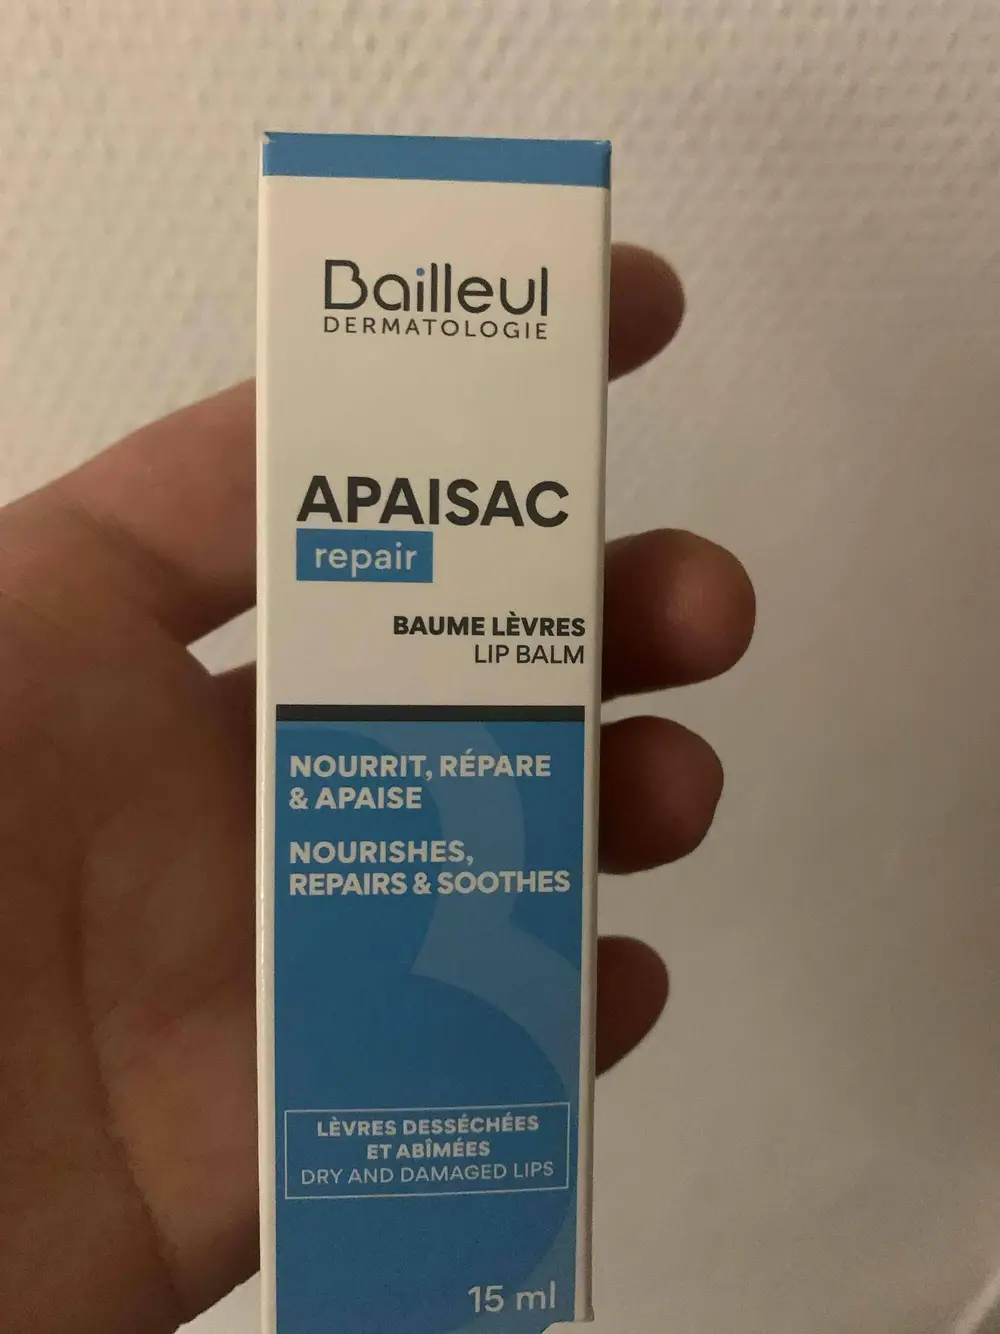 Bailleul
DERMATOLOGIE
APAISAC
repair
BAUME LÈVRES
LIP BALM
NOURRIT, RÉPARE
& APAISE
NOURISHES,
REPAIRS & SOOTHES
LÈVRES DESSÉCHÉES
ET ABÎMÉES
DRY AND DAMAGED LIPS
15 ml